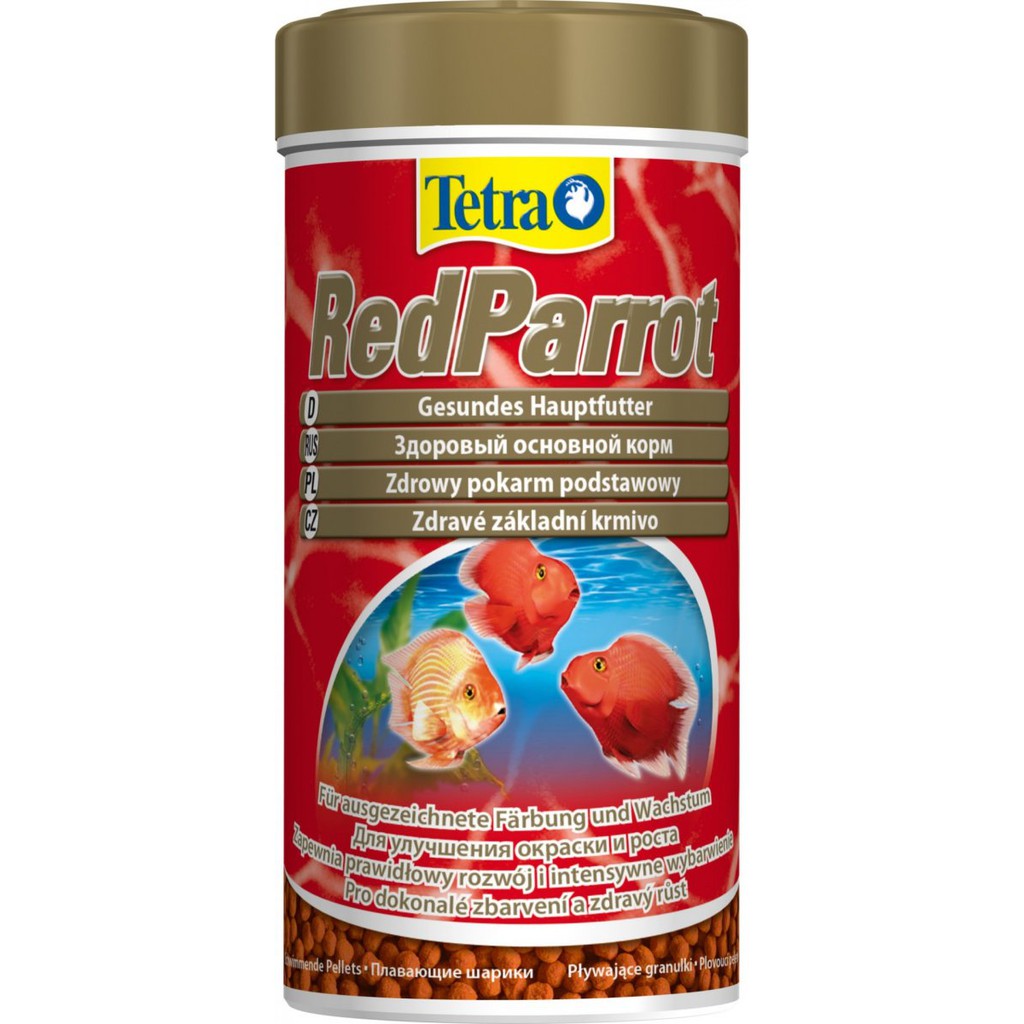 Tetra
RedParrot
D Gesundes Hauptfutter
RUS Здоровый основной корм
PL Zdrowy pokarm podstawowy
CZ Zdravé základní krmivo
Für ausgezeichnete Färbung und Wachstum
Для улучшения окраски и роста
Zapewnia prawidłowy rozwój i intensywne wybarwienie
Pro dokonalé zbarvení a zdravý růst
Pellets • Плавающие шарики Pływające granulki •